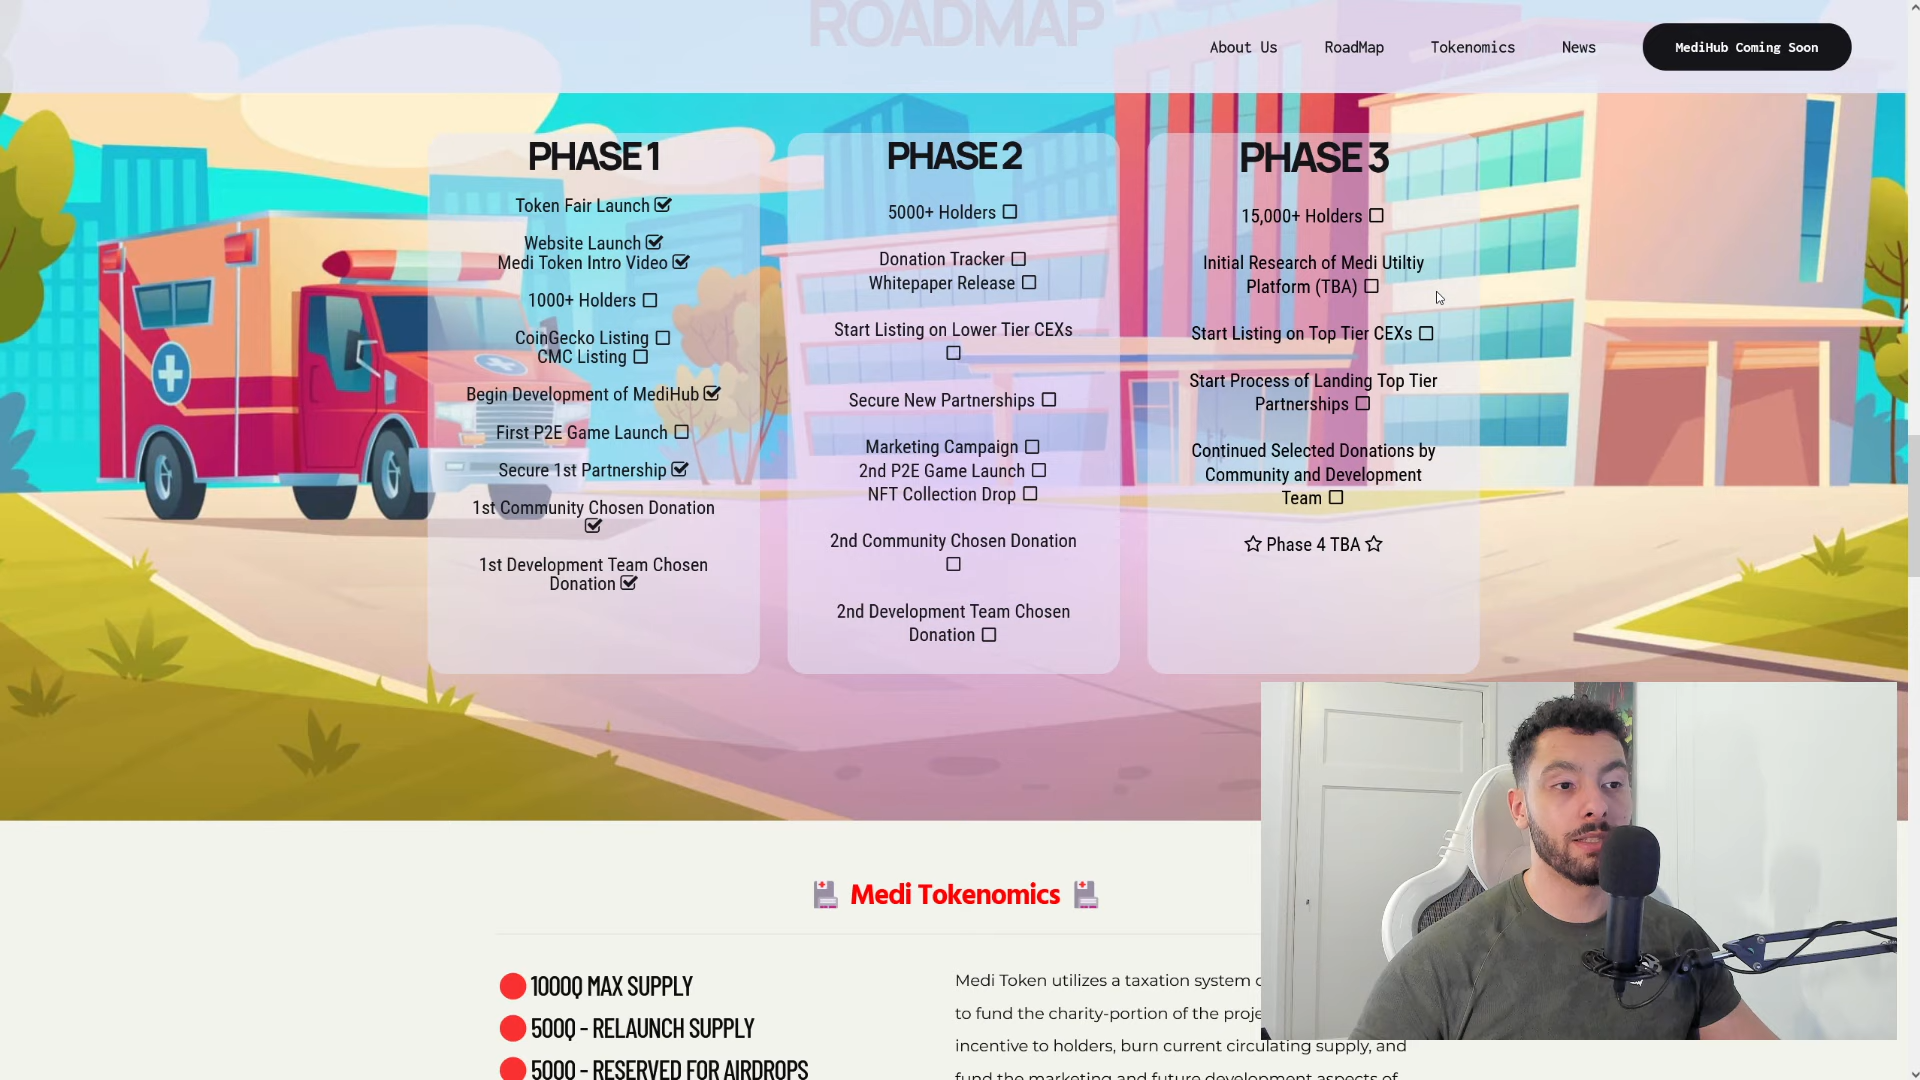 ROADMAP
About Us
RoadMap
Tokenomics
News
MediHub Coming Soon
PHASE 1
Token Fair Launch
Website Launch
Medi Token Intro Video
1000+ Holders
CoinGecko Listing
CMC Listing
Begin Development of MediHub
First P2E Game Launch
Secure 1st Partnership
1st Community Chosen Donation
1st Development Team Chosen
Donation
PHASE 2
5000+ Holders
Donation Tracker
Whitepaper Release
Start Listing on Lower Tier CEXs
Secure New Partnerships
Marketing Campaign
2nd P2E Game Launch
NFT Collection Drop
2nd Community Chosen Donation
2nd Development Team Chosen
Donation
PHASE 3
15,000+ Holders
Initial Research of Medi Utiltiy
Platform (TBA)
Start Listing on Top Tier CEXs
Start Process of Landing Top Tier
Partnerships
Continued Selected Donations by
Community and Development
Team
☆ Phase 4 TBA ☆
Medi Tokenomics
1000Q MAX SUPPLY
500Q - RELAUNCH SUPPLY
500Q - RESERVED FOR AIRDROPS
Medi Token utilizes a taxation system
to fund the charity-portion of the
incentive to holders, burn current circulating supply, and
fund the marketing and future development aspects of